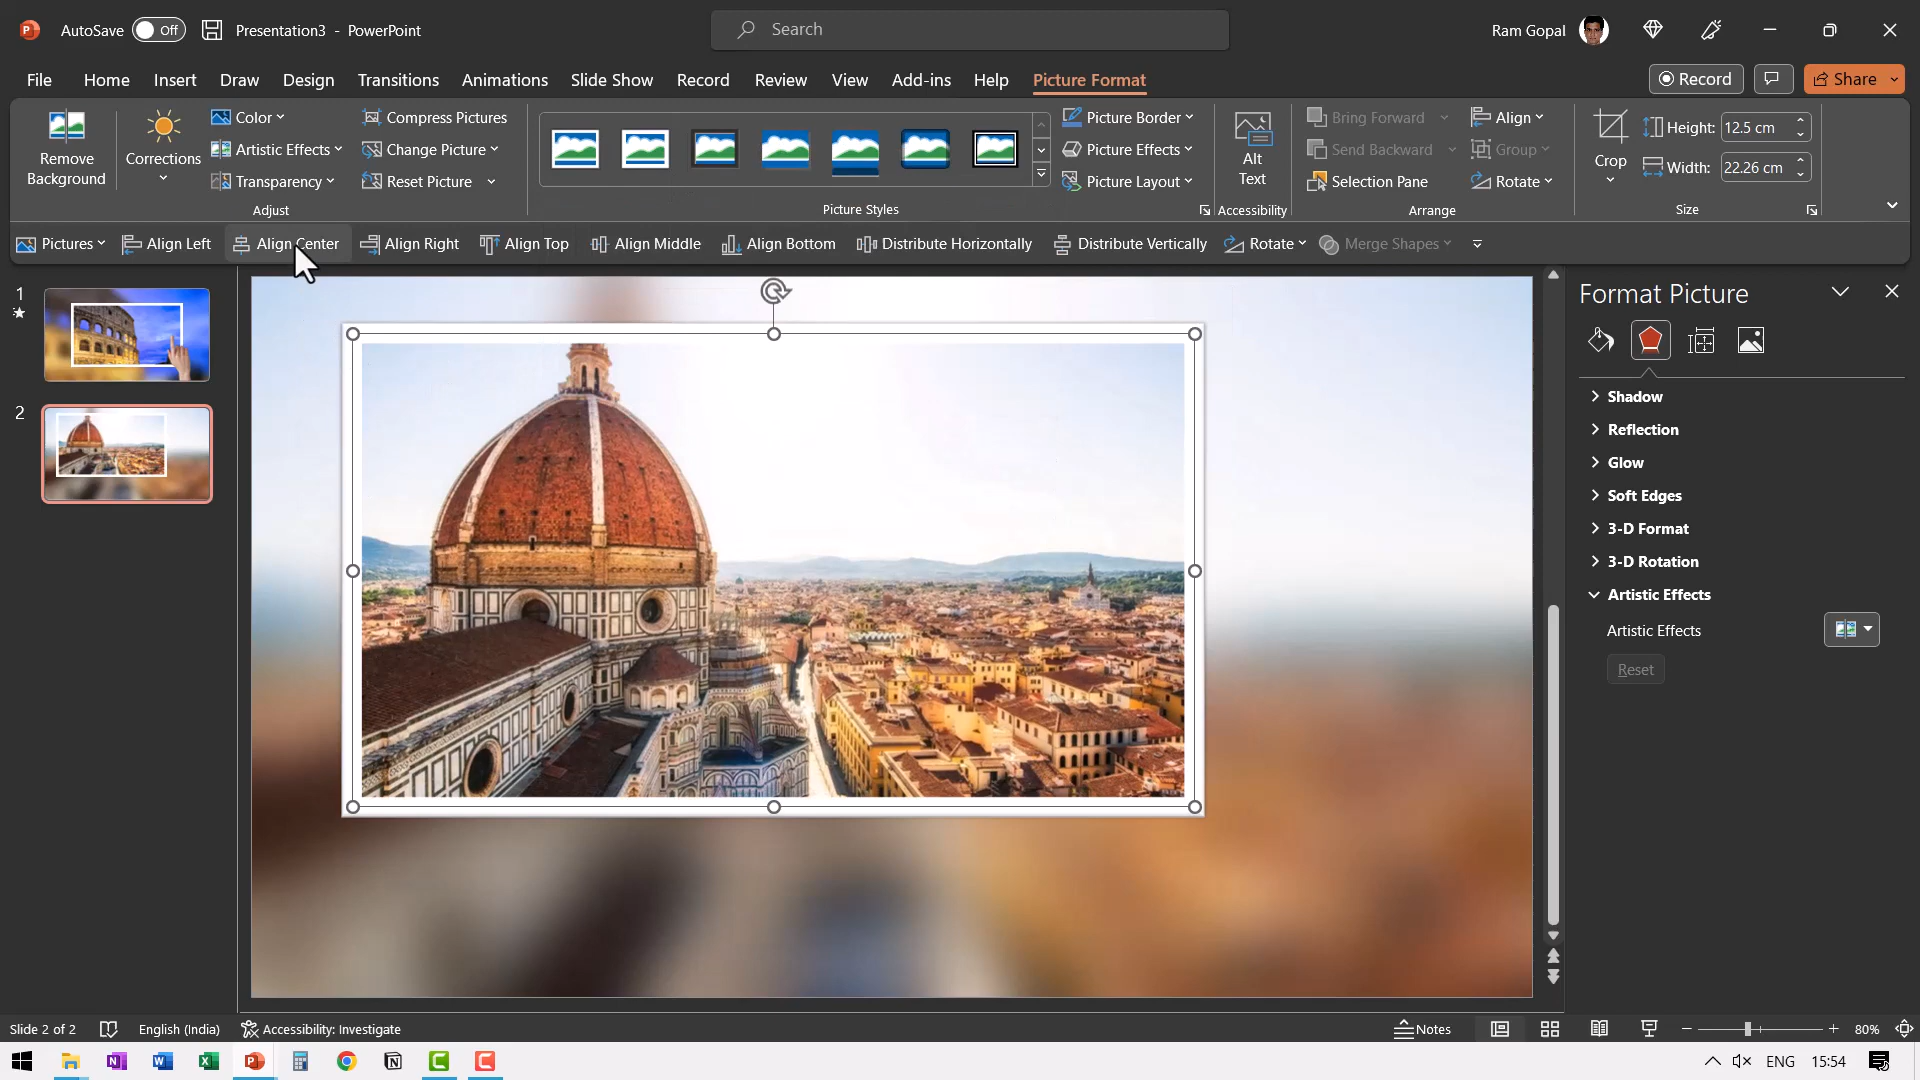 AutoSave Off Presentation3 - PowerPoint Search Ram Gopal
File Home Insert Draw Design Transitions Animations Slide Show Record Review View Add-ins Help Picture Format Record Share
Remove Background
Corrections
Color
Artistic Effects
Transparency
Compress Pictures
Change Picture
Reset Picture
Adjust
Picture Styles
Picture Border
Picture Effects
Picture Layout
Alt Text
Accessibility
Bring Forward
Send Backward
Selection Pane
Align
Group
Rotate
Arrange
Crop
Height: 12.5 cm
Width: 22.26 cm
Size
Pictures Align Left Align Center Align Right Align Top Align Middle Align Bottom Distribute Horizontally Distribute Vertically Rotate Merge Shapes
1
2
Format Picture
Shadow
Reflection
Glow
Soft Edges
3-D Format
3-D Rotation
Artistic Effects
Artistic Effects
Reset
Slide 2 of 2 English (India) Accessibility: Investigate Notes 80%
ENG 15:54